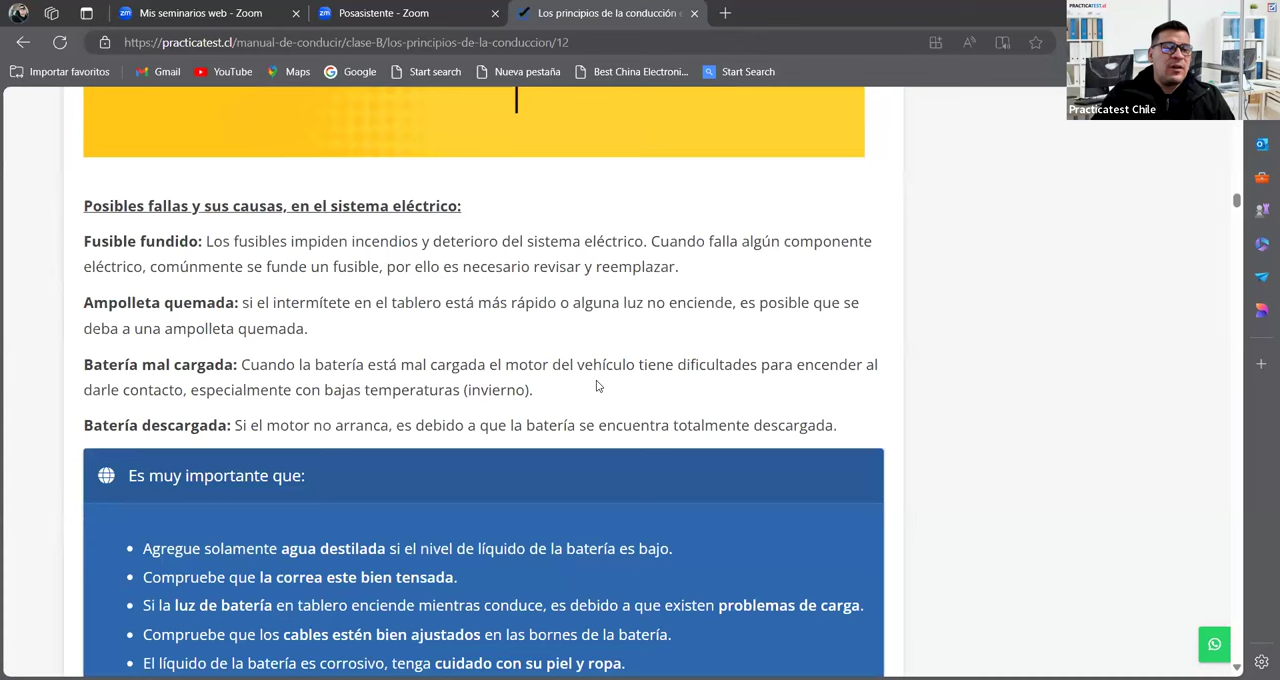 Mis seminarios web - Zoom
Posasistente - Zoom
Los principios de la conducción
https://practicatest.cl/manual-de-conducir/clase-B/los-principios-de-la-conduccion/12
Importar favoritos
Gmail
YouTube
Maps
Google
Start search
Nueva pestaña
Best China Electroni...
Start Search
PRACTICATEST.cl
Practicatest Chile
Posibles fallas y sus causas, en el sistema eléctrico:
Fusible fundido: Los fusibles impiden incendios y deterioro del sistema eléctrico. Cuando falla algún componente
eléctrico, comúnmente se funde un fusible, por ello es necesario revisar y reemplazar.
Ampolleta quemada: si el intermítete en el tablero está más rápido o alguna luz no enciende, es posible que se
deba a una ampolleta quemada.
Batería mal cargada: Cuando la batería está mal cargada el motor del vehículo tiene dificultades para encender al
darle contacto, especialmente con bajas temperaturas (invierno).
Batería descargada: Si el motor no arranca, es debido a que la batería se encuentra totalmente descargada.
Es muy importante que:
• Agregue solamente agua destilada si el nivel de líquido de la batería es bajo.
• Compruebe que la correa este bien tensada.
• Si la luz de batería en tablero enciende mientras conduce, es debido a que existen problemas de carga.
• Compruebe que los cables estén bien ajustados en las bornes de la batería.
• El líquido de la batería es corrosivo, tenga cuidado con su piel y ropa.